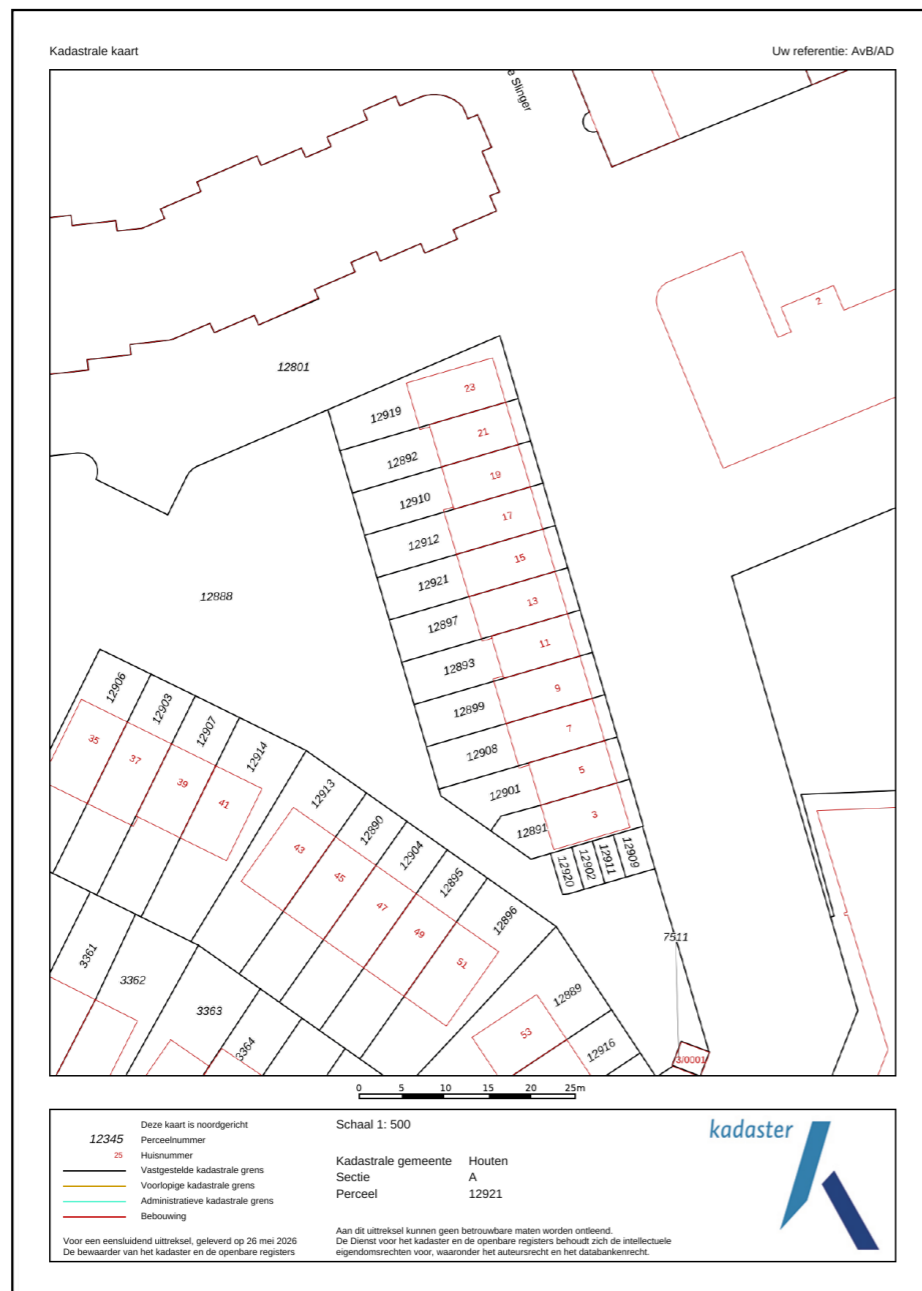 Kadastrale kaart
Uw referentie: AvB/AD
e Slinger
2
12801
23
12919
21
12892
19
12910
17
12912
15
12921
13
12888
12897
11
12893
9
12899
7
12908
5
12901
3
12891
12920
12902
12911
12909
12906
12903
12907
12914
35
37
39
41
12913
12890
12904
12895
12896
43
45
47
49
51
7511
3361
3362
3363
3364
53
12889
12916
3/0001
0 5 10 15 20 25m
Deze kaart is noordgericht
12345 Perceelnummer
25 Huisnummer
Vastgestelde kadastrale grens
Voorlopige kadastrale grens
Administratieve kadastrale grens
Bebouwing
Voor een eensluidend uittreksel, geleverd op 26 mei 2026
De bewaarder van het kadaster en de openbare registers
Schaal 1: 500
Kadastrale gemeente Houten
Sectie A
Perceel 12921
Aan dit uittreksel kunnen geen betrouwbare maten worden ontleend.
De Dienst voor het kadaster en de openbare registers behoudt zich de intellectuele
eigendomsrechten voor, waaronder het auteursrecht en het databankenrecht.
kadaster